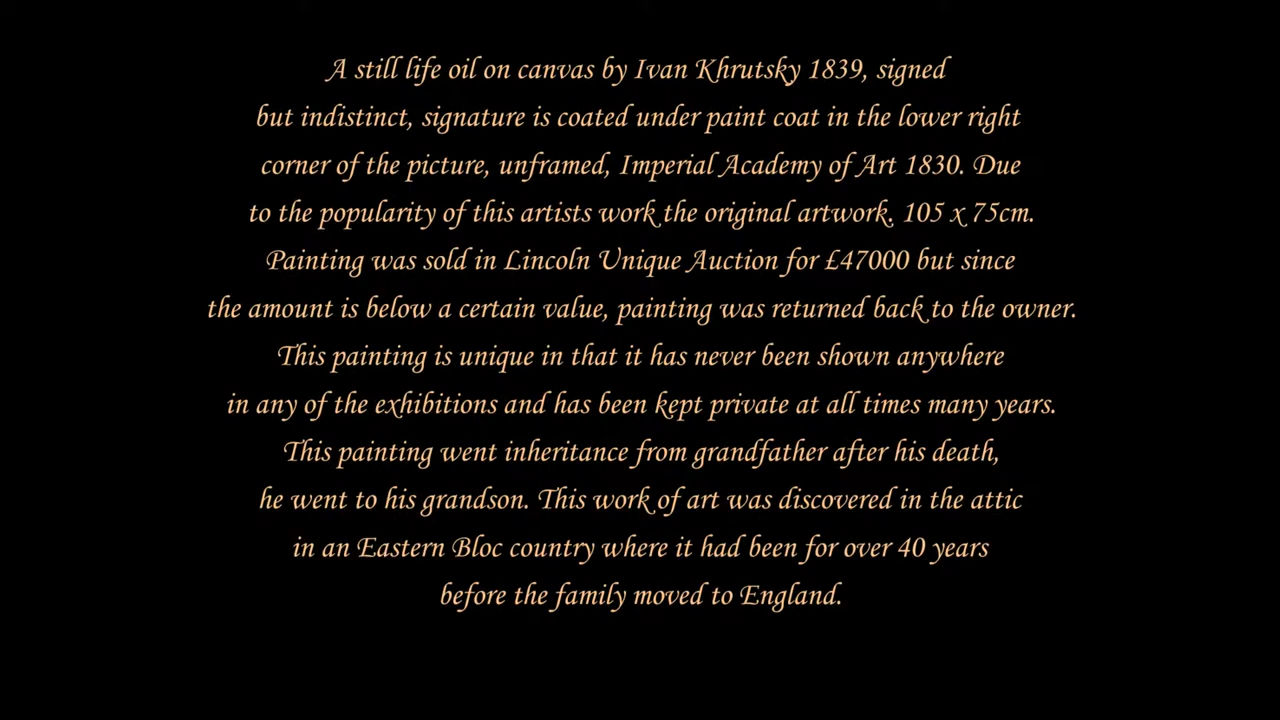 A still life oil on canvas by Ivan Khrutsky 1839, signed
but indistinct, signature is coated under paint coat in the lower right
corner of the picture, unframed, Imperial Academy of Art 1830. Due
to the popularity of this artists work the original artwork. 105 x 75cm.
Painting was sold in Lincoln Unique Auction for £47000 but since
the amount is below a certain value, painting was returned back to the owner.
This painting is unique in that it has never been shown anywhere
in any of the exhibitions and has been kept private at all times many years.
This painting went inheritance from grandfather after his death,
he went to his grandson. This work of art was discovered in the attic
in an Eastern Bloc country where it had been for over 40 years
before the family moved to England.